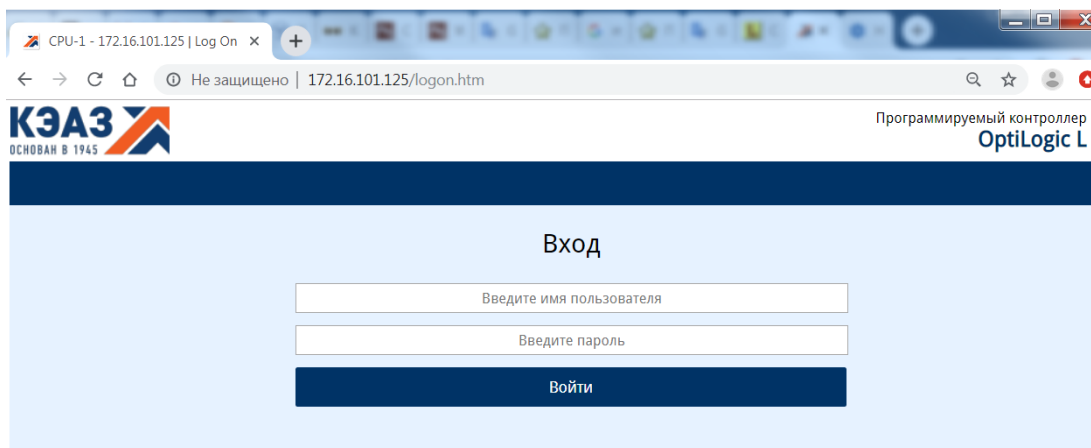 CPU-1 - 172.16.101.125 | Log On
Не защищено | 172.16.101.125/logon.htm
КЭАЗ
ОСНОВАН В 1945
Программируемый контроллер
OptiLogic L
Вход
Введите имя пользователя
Введите пароль
Войти